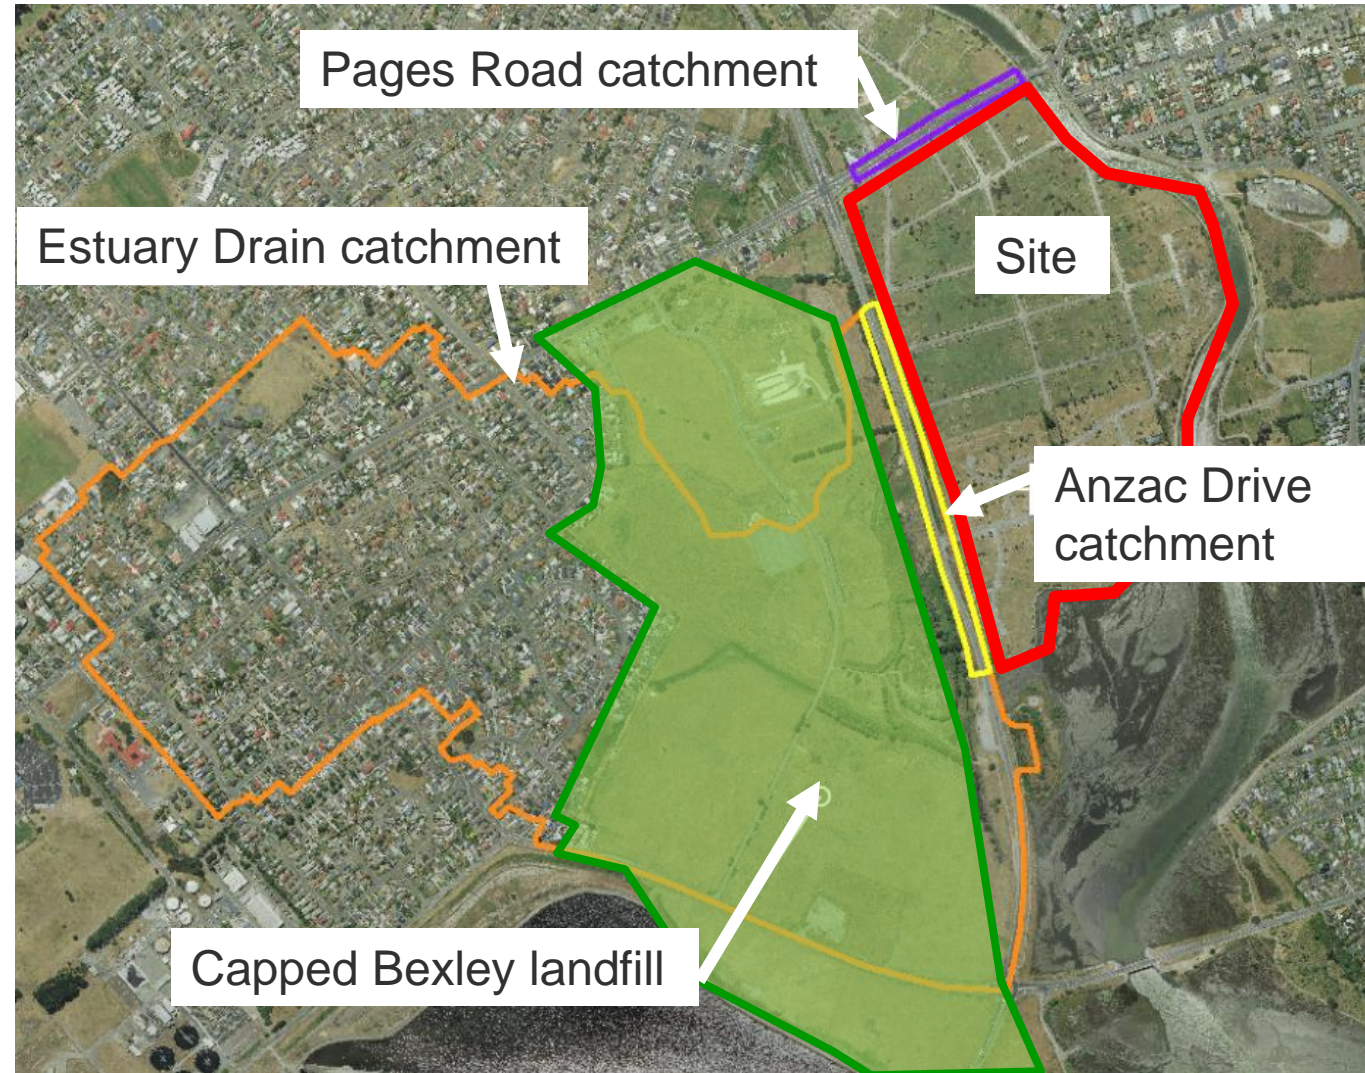 Pages Road catchment
Estuary Drain catchment
Site
Anzac Drive
catchment
Capped Bexley landfill